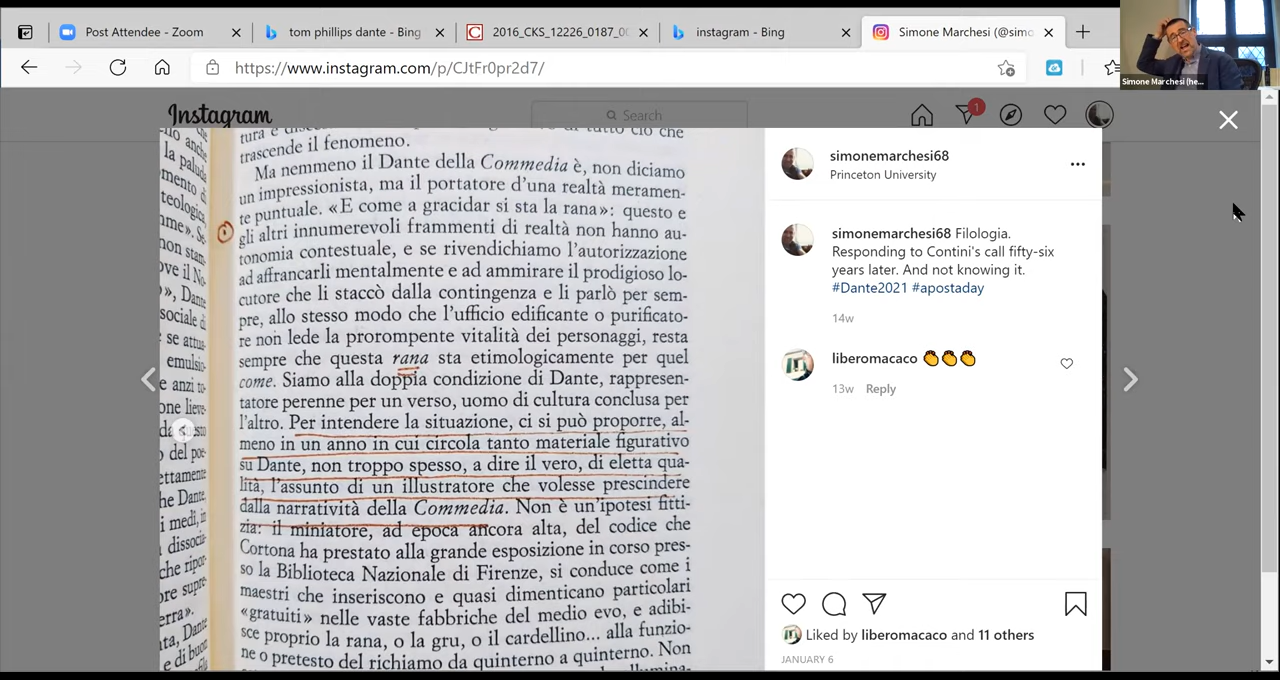 Post Attendee - Zoom
tom phillips dante - Bing
2016_CKS_12226_0187_0
instagram - Bing
Simone Marchesi (@simo
https://www.instagram.com/p/CJtFr0pr2d7/
Simone Marchesi (he
Instagram
Search
1
trascende il fenomeno.
Ma nemmeno il Dante della Commedia è, non diciamo
un impressionista, ma il portatore d'una realtà meramen-
te puntuale. «E come a gracidar si sta la rana»: questo e
gli altri innumerevoli frammenti di realtà non hanno au-
tonomia contestuale, e se rivendichiamo l'autorizzazione
ad affrancarli mentalmente e ad ammirare il prodigioso lo-
cutore che li staccò dalla contingenza e li parlò per sem-
pre, allo stesso modo che l'ufficio edificante o purificato-
re non lede la prorompente vitalità dei personaggi, resta
sempre che questa rana sta etimologicamente per quel
come. Siamo alla doppia condizione di Dante, rappresen-
tatore perenne per un verso, uomo di cultura conclusa per
l'altro. Per intendere la situazione, ci si può proporre, al-
meno in un anno in cui circola tanto materiale figurativo
su Dante, non troppo spesso, a dire il vero, di eletta qua-
lità, l'assunto di un illustratore che volesse prescindere
dalla narratività della Commedia. Non è un'ipotesi fitti-
zia: il miniatore, ad epoca ancora alta, del codice che
Cortona ha prestato alla grande esposizione in corso pres-
so la Biblioteca Nazionale di Firenze, si conduce come i
maestri che inseriscono e quasi dimenticano particolari
«gratuiti» nelle vaste fabbriche del medio evo, e adibi-
sce proprio la rana, o la gru, o il cardellino... alla funzio-
ne o pretesto del richiamo da quinterno a quinterno. Non
simonemarchesi68
Princeton University
simonemarchesi68 Filologia.
Responding to Contini's call fifty-six
years later. And not knowing it.
#Dante2021 #apostaday
14w
liberomacaco 👏👏👏
13w Reply
Liked by liberomacaco and 11 others
JANUARY 6